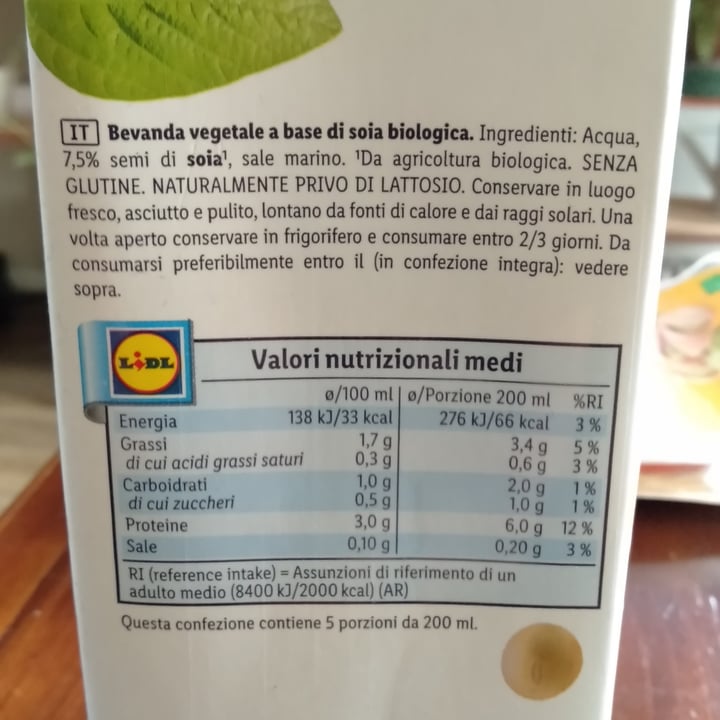 IT Bevanda vegetale a base di soia biologica. Ingredienti: Acqua,
7,5% semi di soia¹, sale marino. ¹Da agricoltura biologica. SENZA
GLUTINE. NATURALMENTE PRIVO DI LATTOSIO. Conservare in luogo
fresco, asciutto e pulito, lontano da fonti di calore e dai raggi solari. Una
volta aperto conservare in frigorifero e consumare entro 2/3 giorni. Da
consumarsi preferibilmente entro il (in confezione integra): vedere
sopra.
LIDL
Valori nutrizionali medi
ø/100 ml ø/Porzione 200 ml %RI
Energia 138 kJ/33 kcal 276 kJ/66 kcal 3 %
Grassi 1,7 g 3,4 g 5 %
di cui acidi grassi saturi 0,3 g 0,6 g 3 %
Carboidrati 1,0 g 2,0 g 1 %
di cui zuccheri 0,5 g 1,0 g 1 %
Proteine 3,0 g 6,0 g 12 %
Sale 0,10 g 0,20 g 3 %
RI (reference intake) = Assunzioni di riferimento di un
adulto medio (8400 kJ/2000 kcal) (AR)
Questa confezione contiene 5 porzioni da 200 ml.